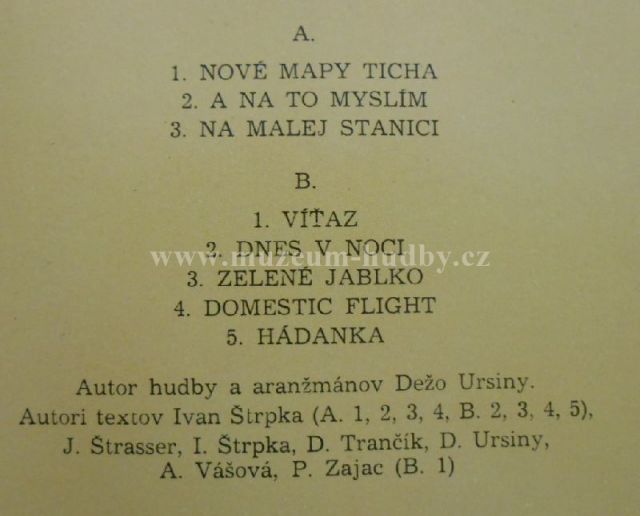 A.
1. NOVÉ MAPY TICHA
2. A NA TO MYSLÍM
3. NA MALEJ STANICI
B.
1. VÍŤAZ
www.muzeum-hudby.cz
2. DNES V NOCI
3. ZELENÉ JABLKO
4. DOMESTIC FLIGHT
5. HÁDANKA
Autor hudby a aranžmánov Dežo Ursiny.
Autori textov Ivan Štrpka (A. 1, 2, 3, 4, B. 2, 3, 4, 5),
J. Štrasser, I. Štrpka, D. Trančík, D. Ursiny,
A. Vášová, P. Zajac (B. 1)